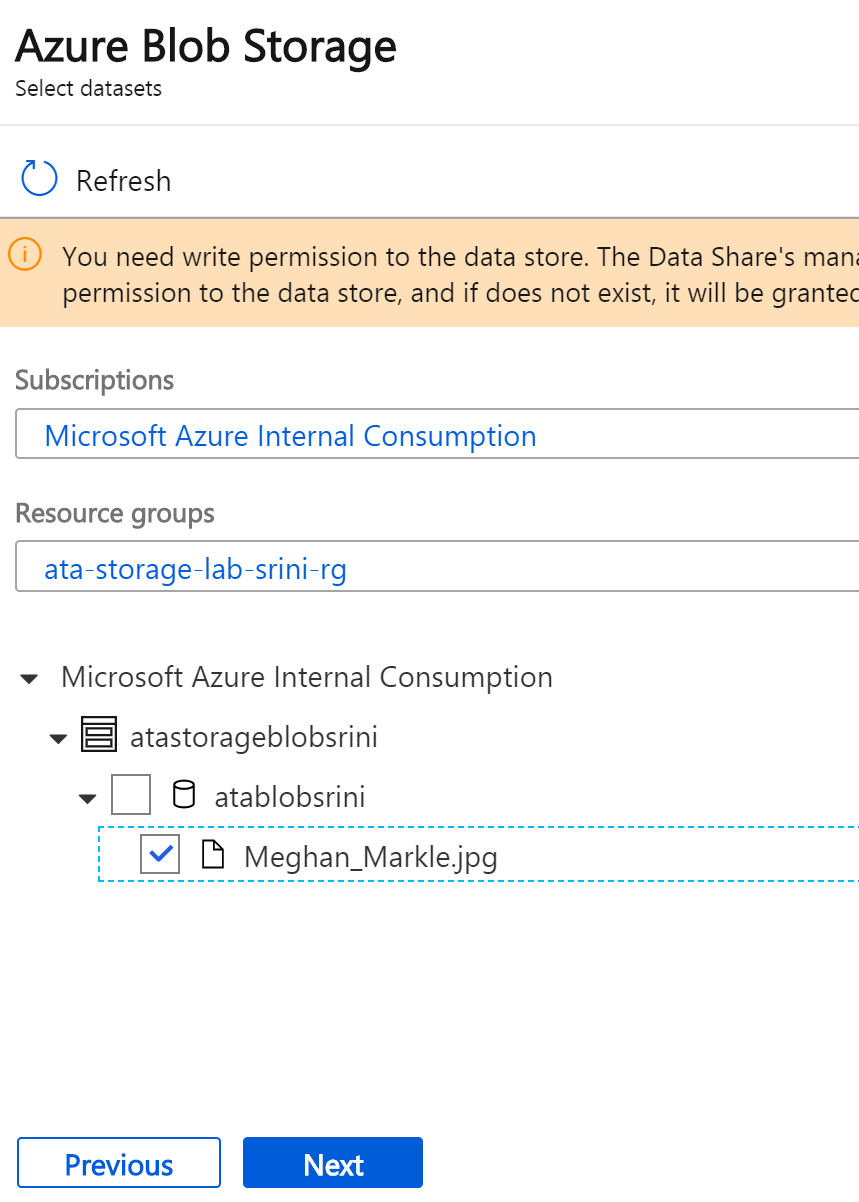 Azure Blob Storage
Select datasets
Refresh
You need write permission to the data store. The Data Share's
permission to the data store, and if does not exist, it will be granted
Subscriptions
Microsoft Azure Internal Consumption
Resource groups
ata-storage-lab-srini-rg
Microsoft Azure Internal Consumption
atastorageblobsrini
atablobsrini
Meghan_Markle.jpg
Previous
Next